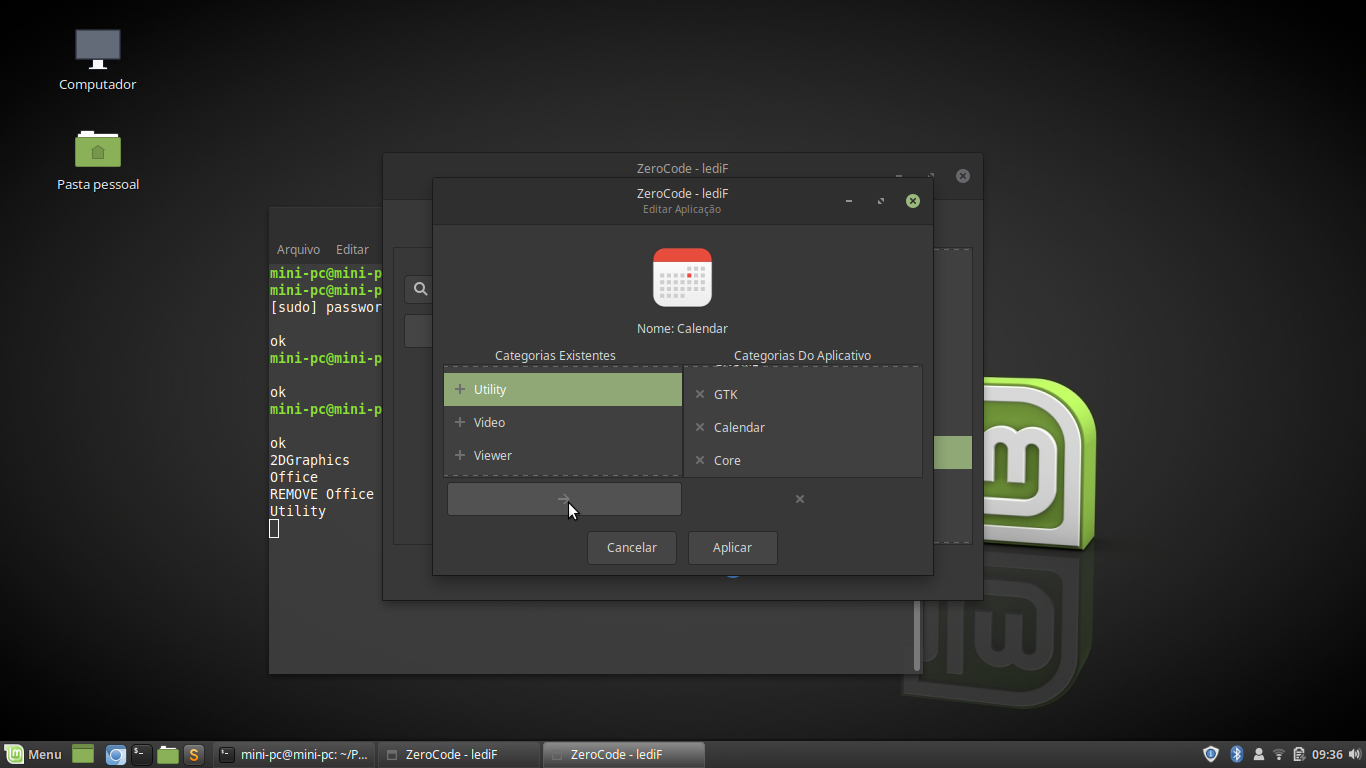 Computador
Pasta pessoal
ZeroCode - lediF
ZeroCode - lediF
Editar Aplicação
Arquivo Editar
mini-pc@mini-p
mini-pc@mini-p
[sudo] passwor
ok
mini-pc@mini-p
ok
mini-pc@mini-p
ok
2DGraphics
Office
REMOVE Office
Utility
Nome: Calendar
Categorias Existentes
Categorias Do Aplicativo
Utility
Video
Viewer
GTK
Calendar
Core
Cancelar
Aplicar
Menu
mini-pc@mini-pc: ~/P...
ZeroCode - lediF
ZeroCode - lediF
09:36